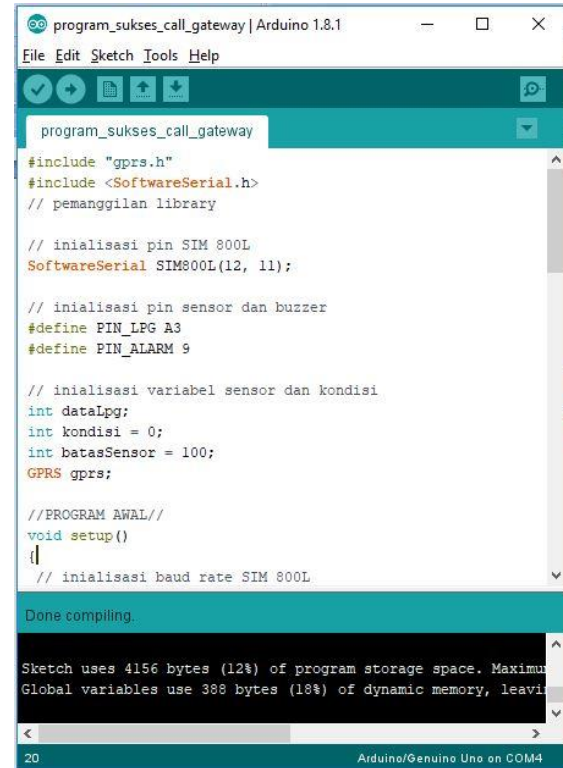 program_sukses_call_gateway | Arduino 1.8.1
File Edit Sketch Tools Help
program_sukses_call_gateway
#include "gprs.h"
#include <SoftwareSerial.h>
// pemanggilan library
// inialisasi pin SIM 800L
SoftwareSerial SIM800L(12, 11);
// inialisasi pin sensor dan buzzer
#define PIN_LPG A3
#define PIN_ALARM 9
// inialisasi variabel sensor dan kondisi
int dataLpg;
int kondisi = 0;
int batasSensor = 100;
GPRS gprs;
//PROGRAM AWAL//
void setup()
{
// inialisasi baud rate SIM 800L
Done compiling.
Sketch uses 4156 bytes (12%) of program storage space. Maximu
Global variables use 388 bytes (18%) of dynamic memory, leavi
20 Arduino/Genuino Uno on COM4